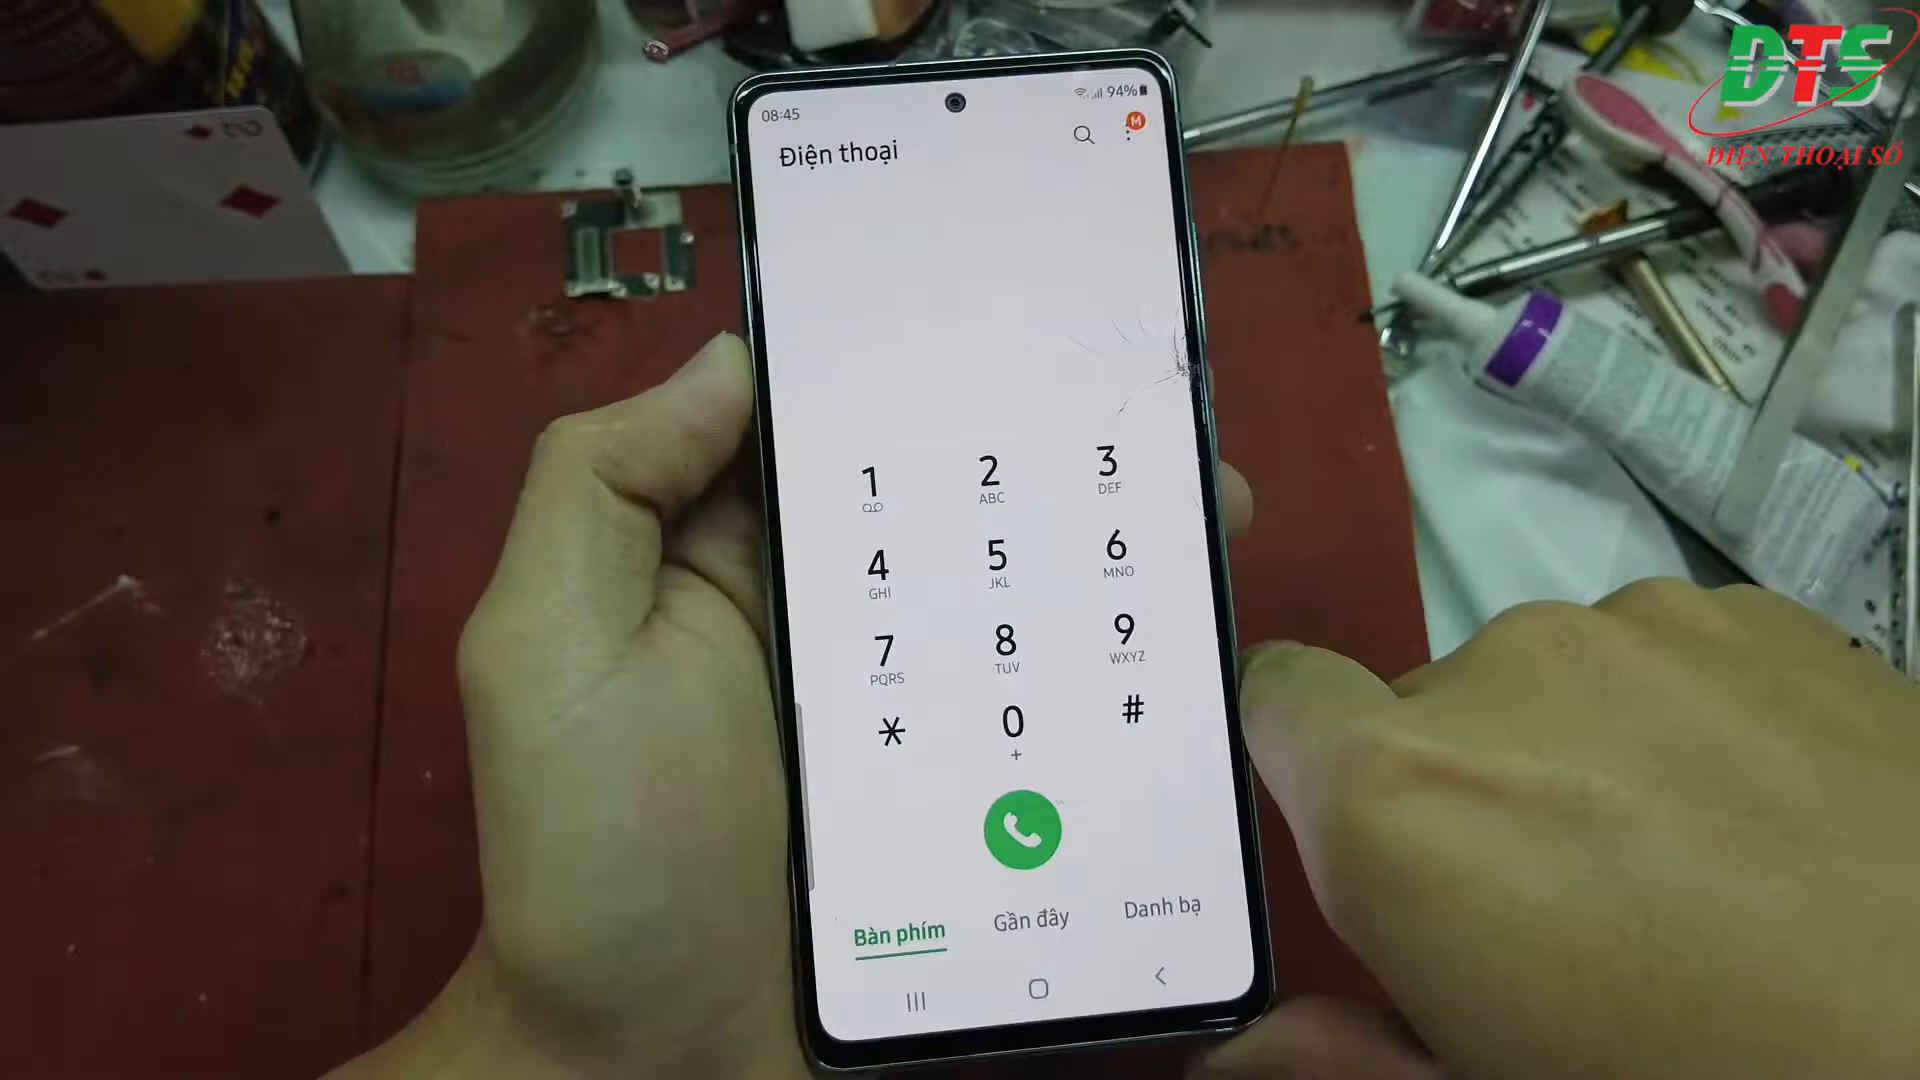 DTS
ĐIỆN THOẠI SỐ
08:45
94%
M
Điện thoại
1
2
ABC
3
DEF
4
GHI
5
JKL
6
MNO
7
PQRS
8
TUV
9
WXYZ
*
0
+
#
Bàn phím
Gần đây
Danh bạ
2